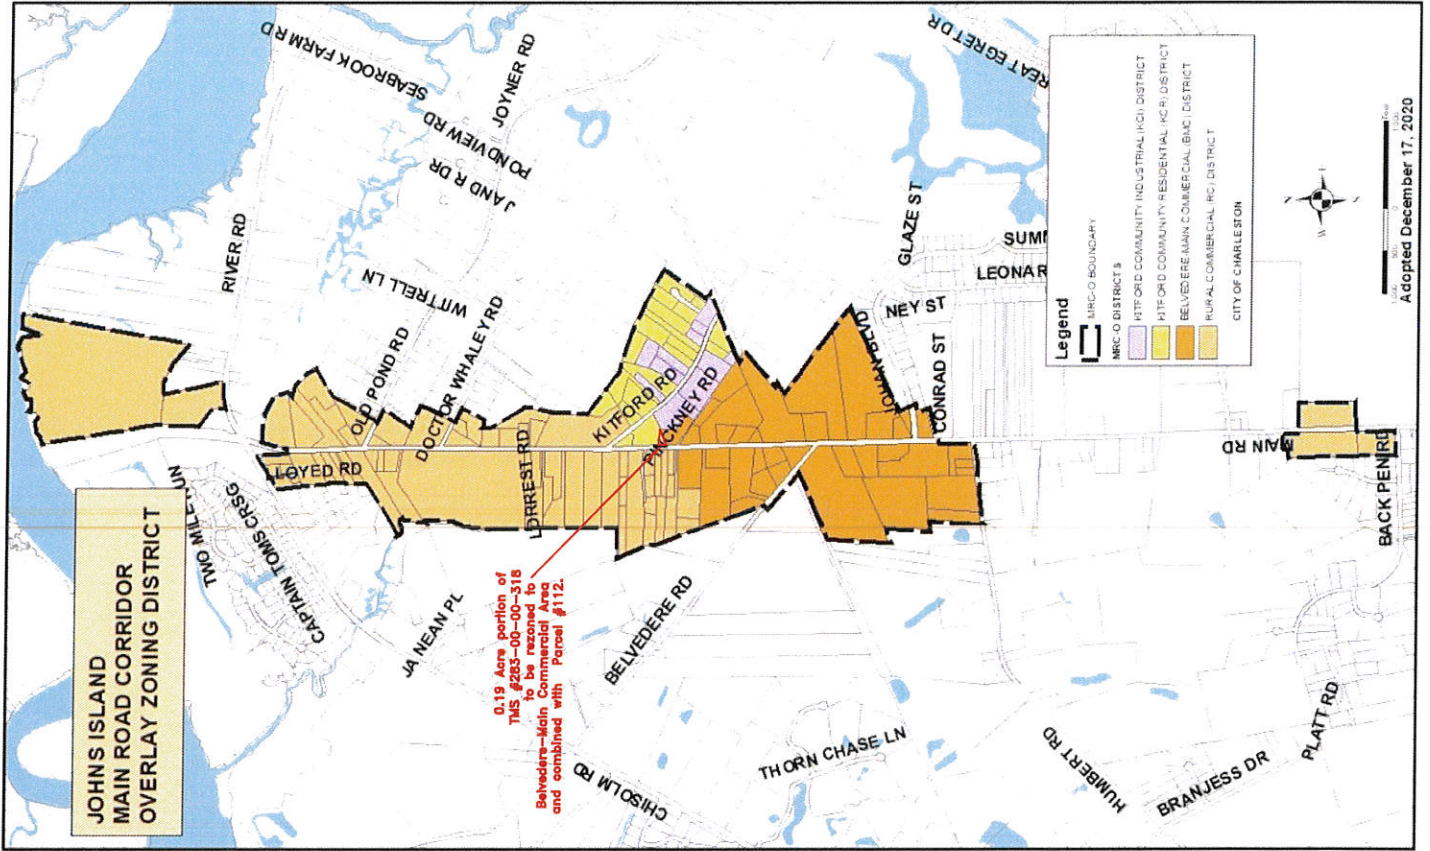 JOHNS ISLAND
MAIN ROAD CORRIDOR
OVERLAY ZONING DISTRICT
SEABROOK FARM RD
PONDVIEW RD
JOYNER RD
J AND R DR
RIVER RD
WITTRELL LN
OLD POND RD
DOCTOR WHALEY RD
LOYED RD
TWO MILE RUN
CAPTAIN TOMS CRSG
JANEAN PL
KITFORD RD
PINCKNEY RD
0.19 Acre portion of
TMS #283-00-00-318
to be rezoned to
Belvedere-Main Commercial Area
and combined with Parcel #112.
BELVEDERE RD
CHISOLM RD
THORN CHASE LN
GLAZE ST
SUMM
LEONAR
NEY ST
CONRAD ST
HUMBERT RD
BRANJESS DR
PLATT RD
MAIN RD
BACK PEN RD
REAT EGRET DR
Legend
MRC-O BOUNDARY
MRC-O DISTRICTS
KITFORD COMMUNITY INDUSTRIAL (KCI) DISTRICT
KITFORD COMMUNITY RESIDENTIAL (KCR) DISTRICT
BELVEDERE-MAIN COMMERCIAL (BMC) DISTRICT
RURAL COMMERCIAL (RC) DISTRICT
CITY OF CHARLESTON
Adopted December 17, 2020